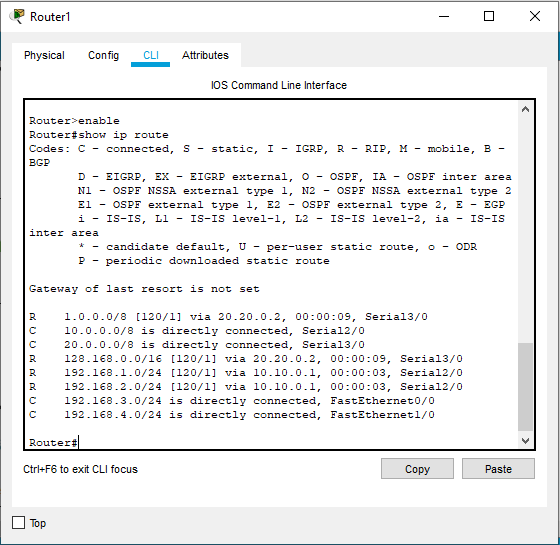 Router1
Physical Config CLI Attributes
IOS Command Line Interface
Router>enable
Router#show ip route
Codes: C - connected, S - static, I - IGRP, R - RIP, M - mobile, B -
BGP
       D - EIGRP, EX - EIGRP external, O - OSPF, IA - OSPF inter area
       N1 - OSPF NSSA external type 1, N2 - OSPF NSSA external type 2
       E1 - OSPF external type 1, E2 - OSPF external type 2, E - EGP
       i - IS-IS, L1 - IS-IS level-1, L2 - IS-IS level-2, ia - IS-IS
inter area
       * - candidate default, U - per-user static route, o - ODR
       P - periodic downloaded static route
Gateway of last resort is not set
R    1.0.0.0/8 [120/1] via 20.20.0.2, 00:00:09, Serial3/0
C    10.0.0.0/8 is directly connected, Serial2/0
C    20.0.0.0/8 is directly connected, Serial3/0
R    128.168.0.0/16 [120/1] via 20.20.0.2, 00:00:09, Serial3/0
R    192.168.1.0/24 [120/1] via 10.10.0.1, 00:00:03, Serial2/0
R    192.168.2.0/24 [120/1] via 10.10.0.1, 00:00:03, Serial2/0
C    192.168.3.0/24 is directly connected, FastEthernet0/0
C    192.168.4.0/24 is directly connected, FastEthernet1/0
Router#
Ctrl+F6 to exit CLI focus
Copy Paste
Top